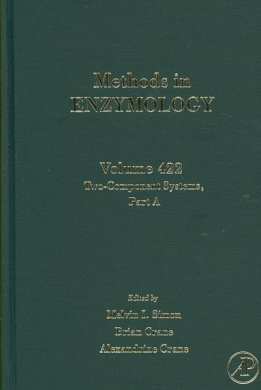 Methods in
ENZYMOLOGY
Volume 422
Two-Component Systems,
Part A
Edited by
Melvin I. Simon
Brian Crane
Alexandrine Crane